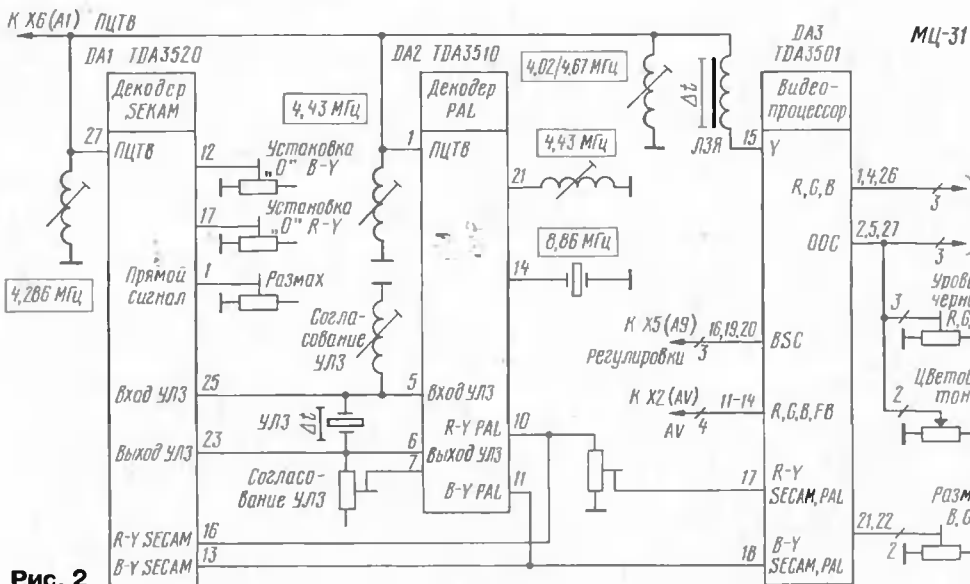 К Х6(А1) ПЦТВ
МЦ-31
DA1 TDA3520
Декодер
SEKAM
27
ПЦТВ
12
Установка
„0" B-Y
17
Установка
„0" R-Y
Прямой
сигнал
1
Размах
4,286 МГц
Вход УЛЗ
25
Выход УЛЗ
23
R-Y SECAM
16
B-Y SECAM
13
4,43 МГц
Согла-
сование
УЛЗ
УЛЗ
Δt
Согласо-
вание УЛЗ
DA2 TDA3510
Декодер
PAL
1
ПЦТВ
21
4,43 МГц
14
8,86 МГц
5
Вход УЛЗ
R-Y PAL
10
6
Выход УЛЗ
7
B-Y PAL
11
4,02/4,67 МГц
Δt
ЛЗЯ
DA3
TDA3501
Видео-
процессор
15
Y
R,G,B
1,4,26
3
ООС
2,5,27
3
3
R,G
2
К Х5(А9)
16,19,20
Регулировки
3
BSC
К Х2(AV)
11-14
AV
4
R,G,B,FB
17
R-Y
SECAM,PAL
18
B-Y
SECAM,PAL
21,22
2
Рис. 2